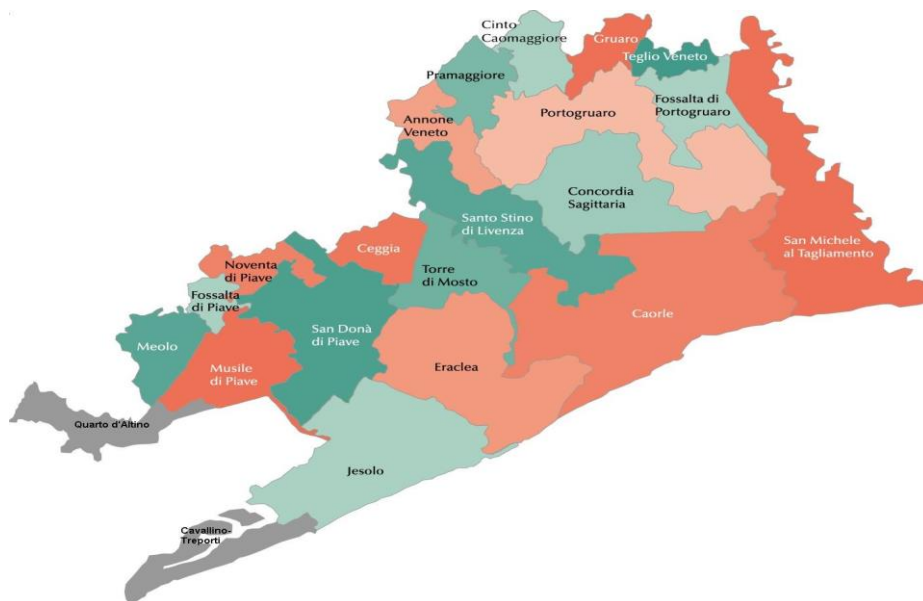 Cinto
Caomaggiore
Gruaro
Teglio Veneto
Pramaggiore
Fossalta di
Portogruaro
Annone
Veneto
Portogruaro
Concordia
Sagittaria
Santo Stino
di Livenza
San Michele
al Tagliamento
Ceggia
Noventa
di Piave
Torre
di Mosto
Fossalta
di Piave
Caorle
San Donà
di Piave
Meolo
Musile
di Piave
Eraclea
Quarto d'Altino
Jesolo
Cavallino-
Treporti